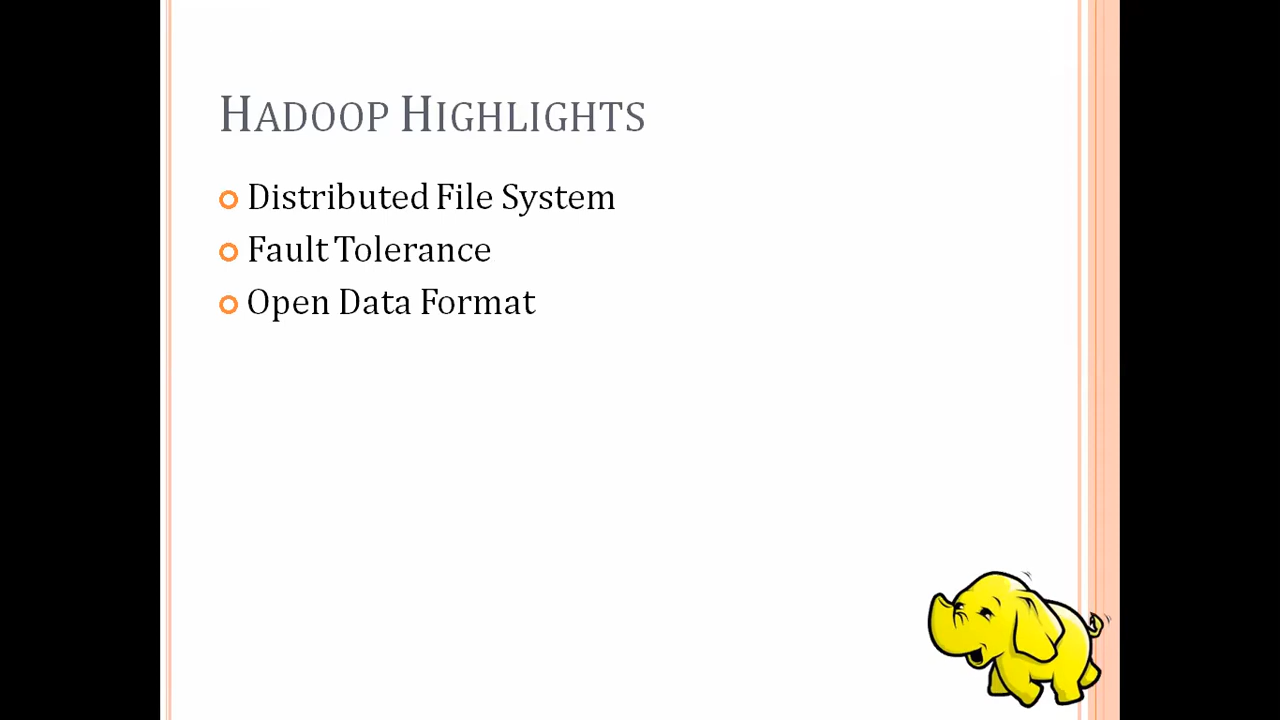 HADOOP HIGHLIGHTS
Distributed File System
Fault Tolerance
Open Data Format